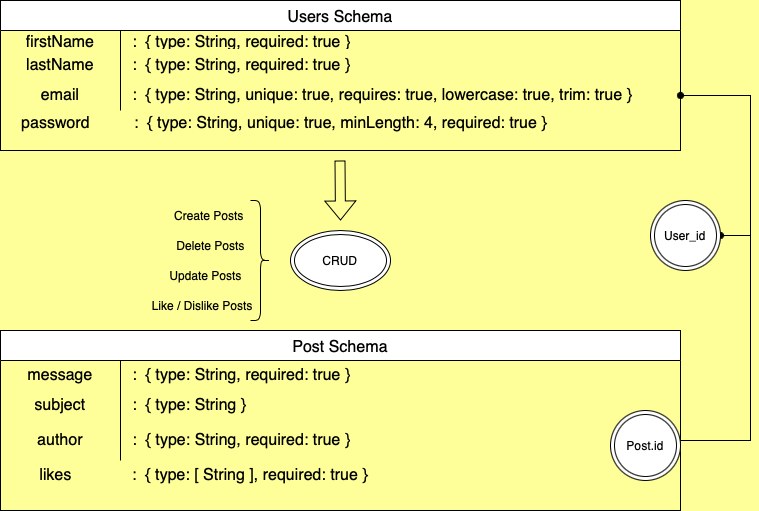 Users Schema
firstName : { type: String, required: true }
lastName : { type: String, required: true }
email : { type: String, unique: true, requires: true, lowercase: true, trim: true }
password : { type: String, unique: true, minLength: 4, required: true }
Create Posts
Delete Posts
Update Posts
Like / Dislike Posts
CRUD
User_id
Post Schema
message : { type: String, required: true }
subject : { type: String }
author : { type: String, required: true }
likes : { type: [ String ], required: true }
Post.id